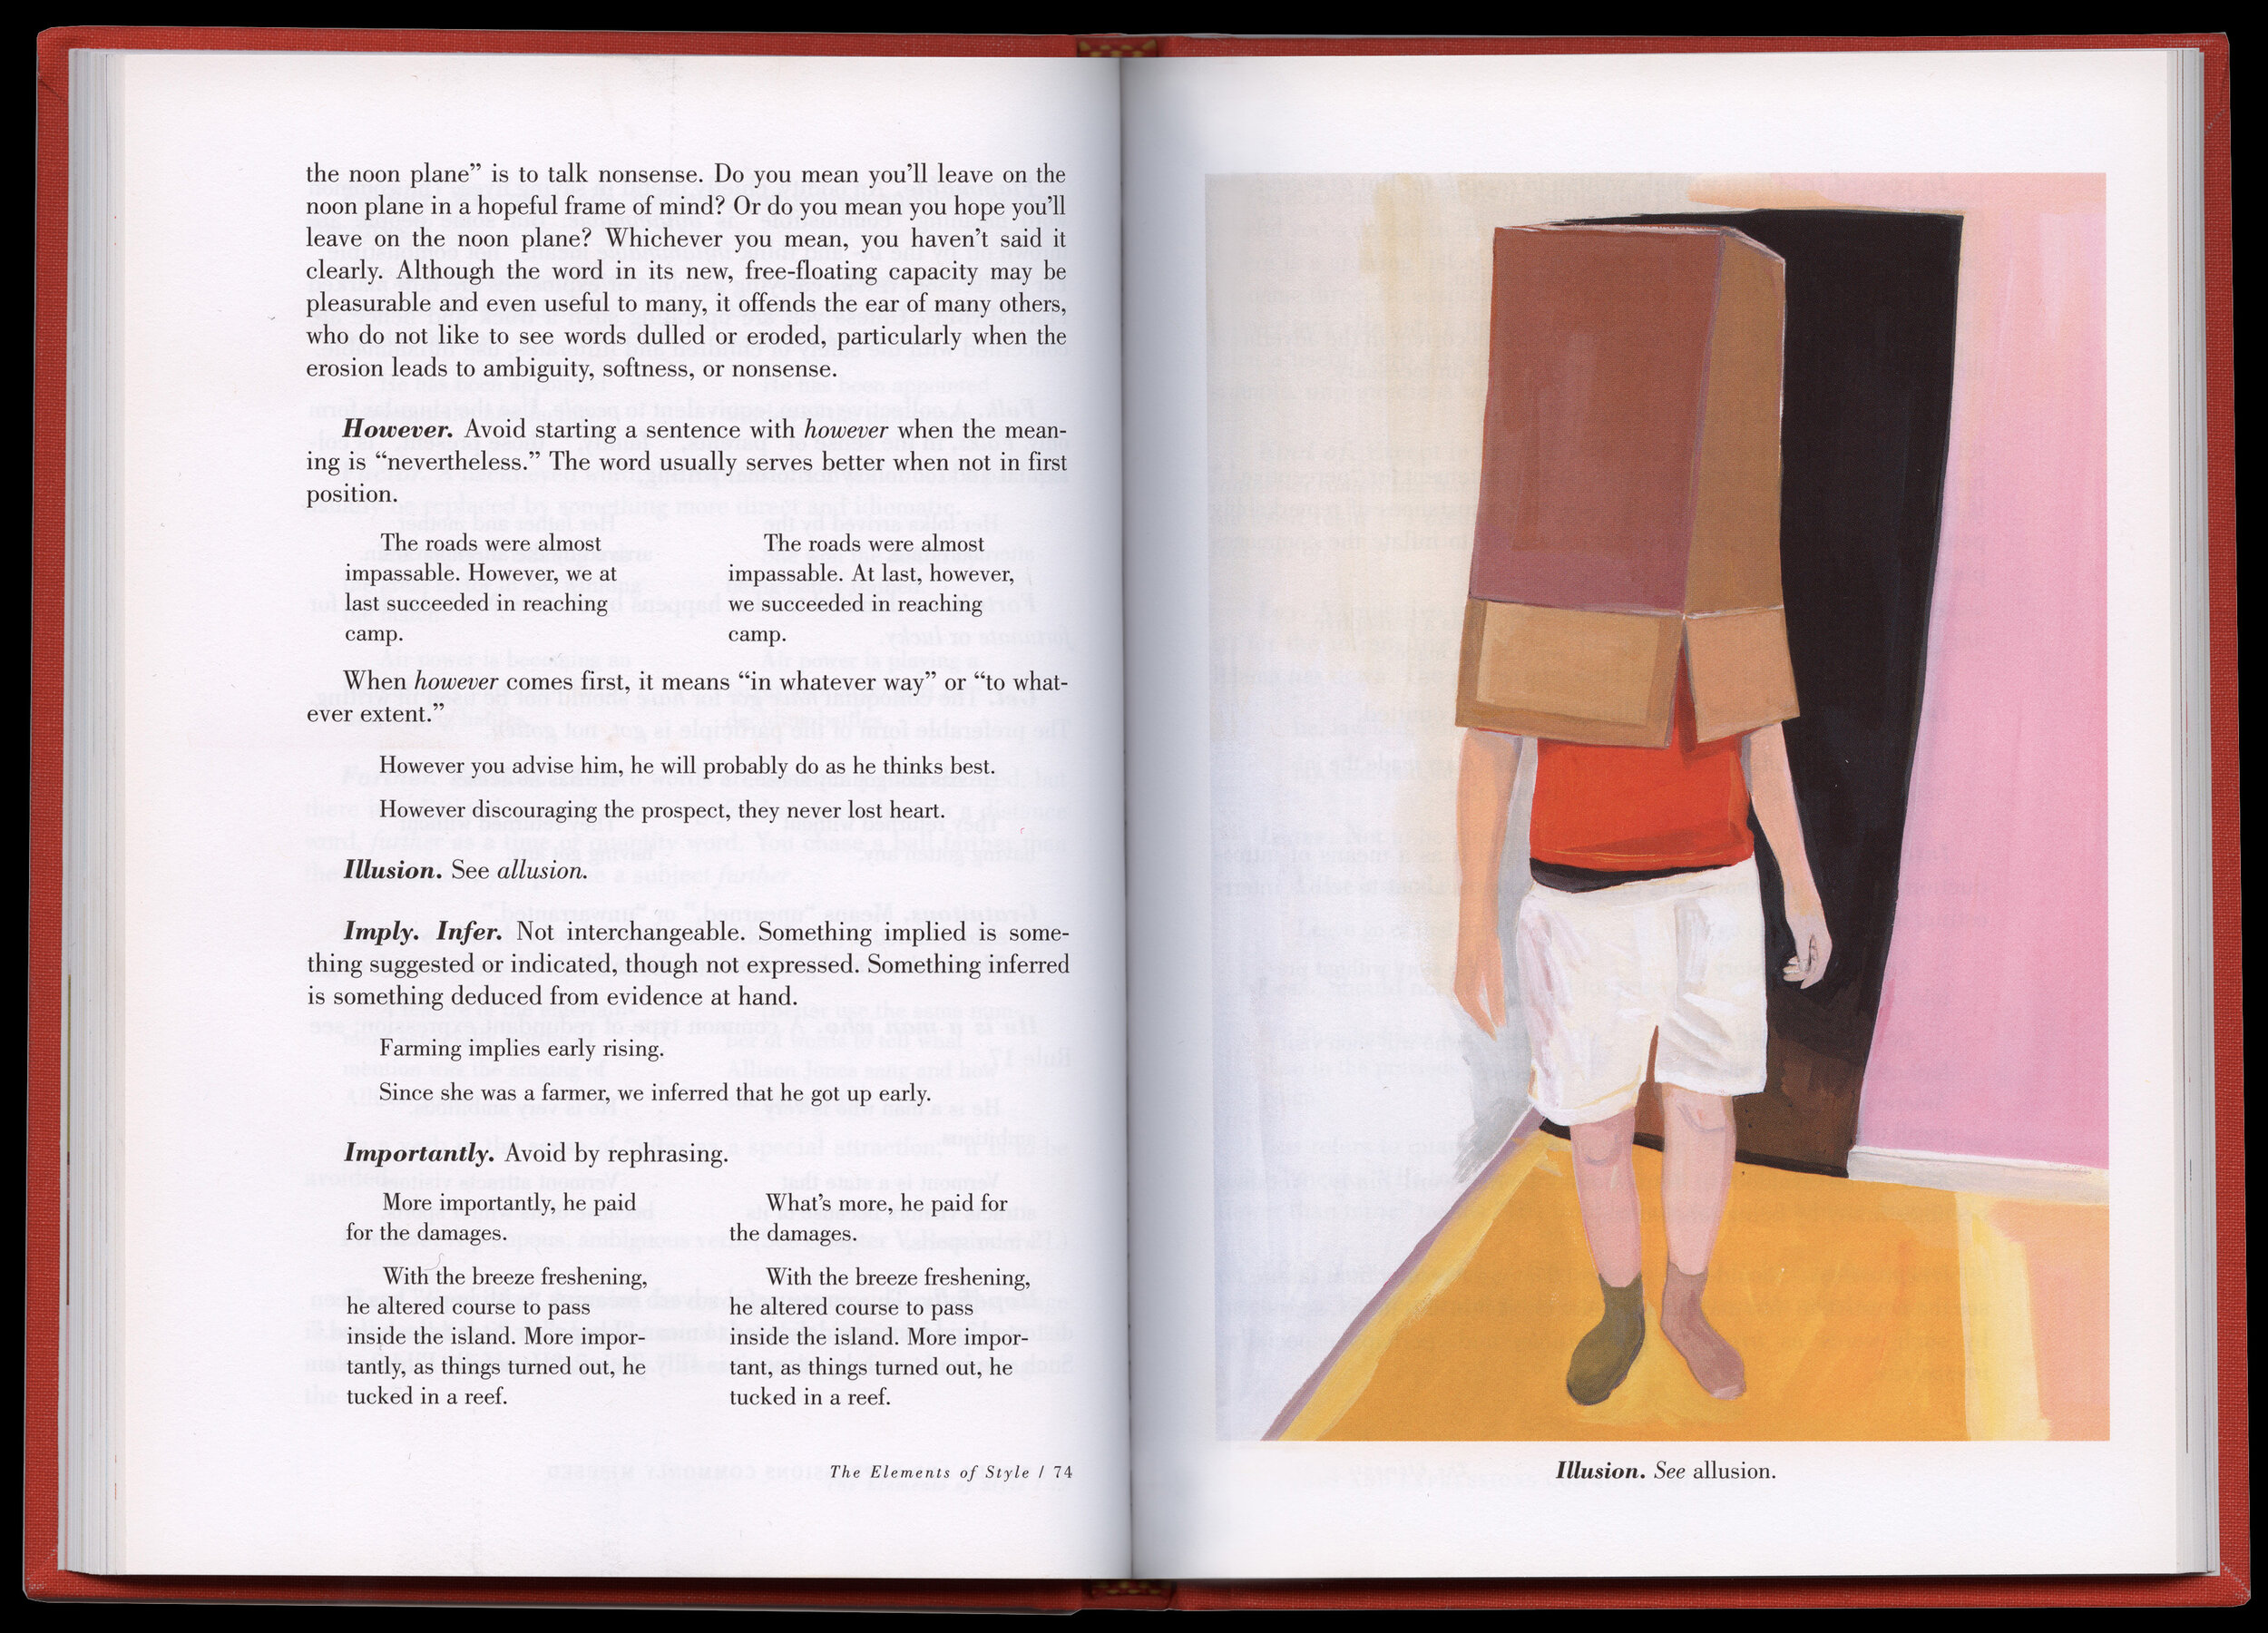 the noon plane” is to talk nonsense. Do you mean you’ll leave on the
noon plane in a hopeful frame of mind? Or do you mean you hope you’ll
leave on the noon plane? Whichever you mean, you haven’t said it
clearly. Although the word in its new, free-floating capacity may be
pleasurable and even useful to many, it offends the ear of many others,
who do not like to see words dulled or eroded, particularly when the
erosion leads to ambiguity, softness, or nonsense.
However. Avoid starting a sentence with however when the mean-
ing is “nevertheless.” The word usually serves better when not in first
position.
The roads were almost
impassable. However, we at
last succeeded in reaching
camp.
The roads were almost
impassable. At last, however,
we succeeded in reaching
camp.
When however comes first, it means “in whatever way” or “to what-
ever extent.”
However you advise him, he will probably do as he thinks best.
However discouraging the prospect, they never lost heart.
Illusion. See allusion.
Imply. Infer. Not interchangeable. Something implied is some-
thing suggested or indicated, though not expressed. Something inferred
is something deduced from evidence at hand.
Farming implies early rising.
Since she was a farmer, we inferred that he got up early.
Importantly. Avoid by rephrasing.
More importantly, he paid
for the damages.
What’s more, he paid for
the damages.
With the breeze freshening,
he altered course to pass
inside the island. More impor-
tantly, as things turned out, he
tucked in a reef.
With the breeze freshening,
he altered course to pass
inside the island. More impor-
tant, as things turned out, he
tucked in a reef.
The Elements of Style / 74
Illusion. See allusion.